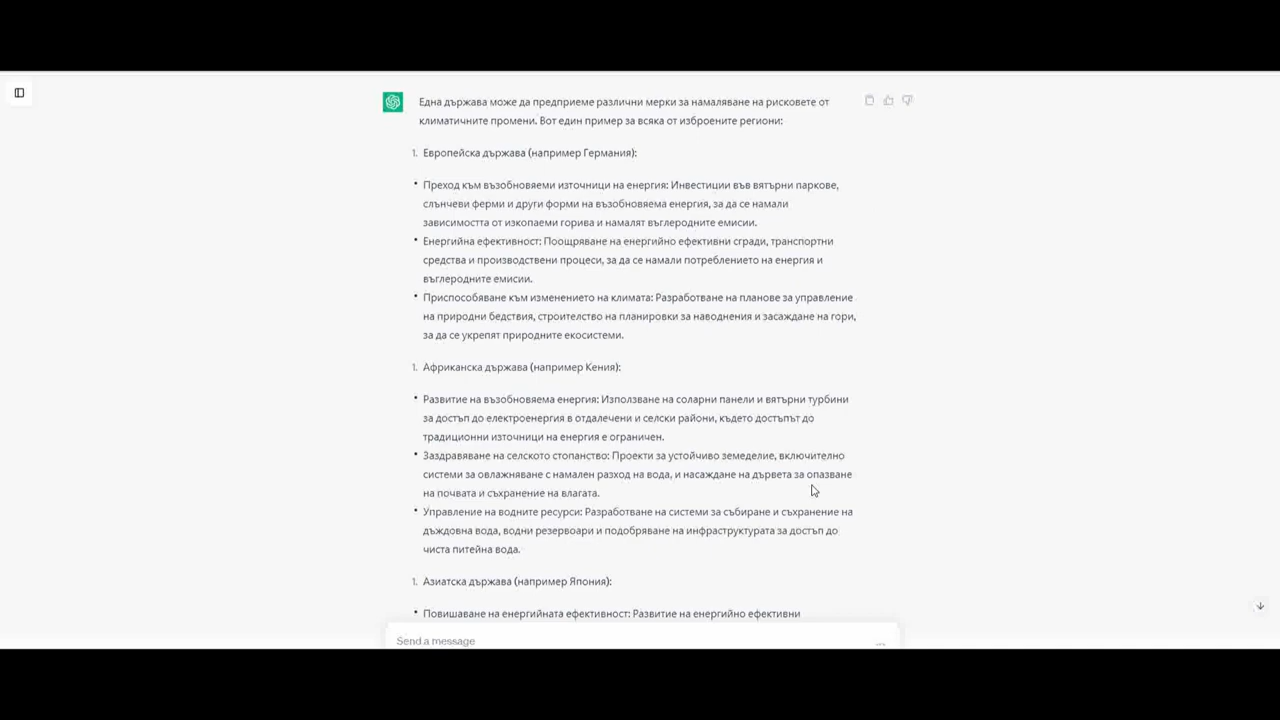 Една държава може да предприеме различни мерки за намаляване на рисковете от
климатичните промени. Вот един пример за всяка от изброените региони:
1. Европейска държава (например Германия):
• Преход към възобновяеми източници на енергия: Инвестиции във вятърни паркове,
слънчеви ферми и други форми на възобновяема енергия, за да се намали
зависимостта от изкопаеми горива и намалят въглеродните емисии.
• Енергийна ефективност: Поощряване на енергийно ефективни сгради, транспортни
средства и производствени процеси, за да се намали потреблението на енергия и
въглеродните емисии.
• Приспособяване към изменението на климата: Разработване на планове за управление
на природни бедствия, строителство на планировки за наводнения и засаждане на гори,
за да се укрепят природните екосистеми.
1. Африканска държава (например Кения):
• Развитие на възобновяема енергия: Използване на соларни панели и вятърни турбини
за достъп до електроенергия в отдалечени и селски райони, където достъпът до
традиционни източници на енергия е ограничен.
• Заздравяване на селското стопанство: Проекти за устойчиво земеделие, включително
системи за овлажняване с намален разход на вода, и насаждане на дървета за опазване
на почвата и съхранение на влагата.
• Управление на водните ресурси: Разработване на системи за събиране и съхранение на
дъждовна вода, водни резервоари и подобряване на инфраструктурата за достъп до
чиста питейна вода.
1. Азиатска държава (например Япония):
• Повишаване на енергийната ефективност: Развитие на енергийно ефективни
Send a message